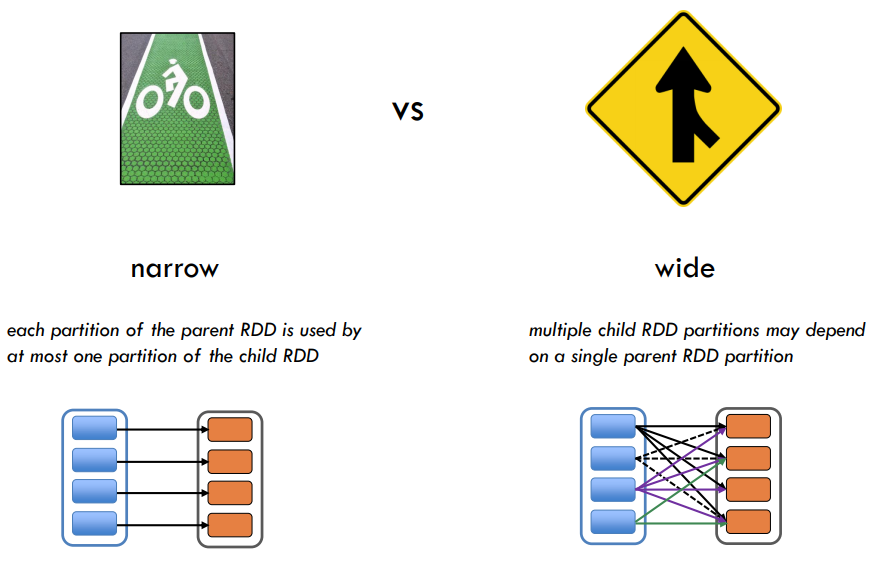 vs
narrow
wide
each partition of the parent RDD is used by
at most one partition of the child RDD
multiple child RDD partitions may depend
on a single parent RDD partition